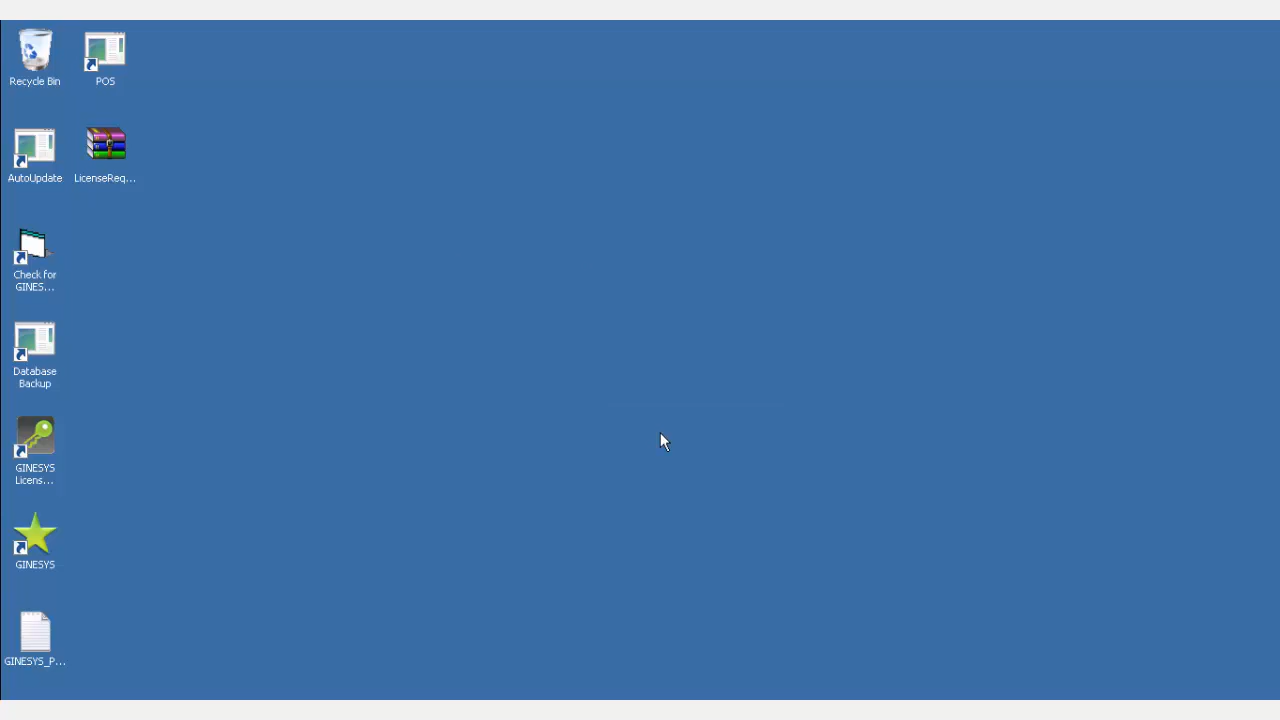 Recycle Bin
POS
AutoUpdate
LicenseReq...
Check for
GINES...
Database
Backup
GINESYS
Licens...
GINESYS
GINESYS_P...